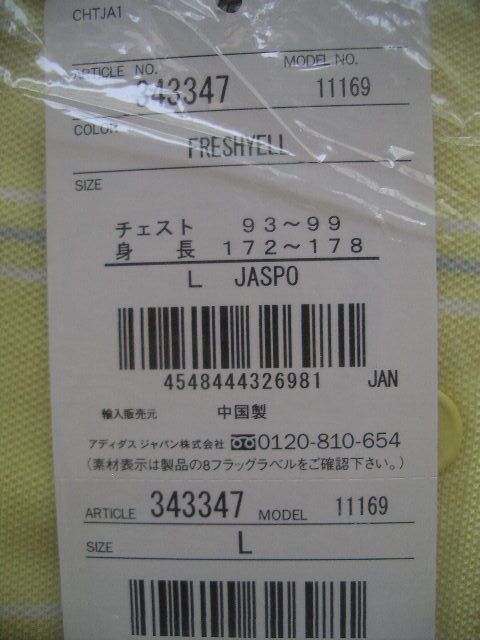 CHTJA1
ARTICLE NO. MODEL NO.
343347 11169
COLOR
FRESHYELL
SIZE
チェスト 93～99
身長 172～178
L JASPO
4548444326981 JAN
輸入販売元 中国製
アディダス ジャパン株式会社 0120-810-654
(素材表示は製品の8フラッグラベルをご確認下さい。)
ARTICLE 343347 MODEL 11169
SIZE L